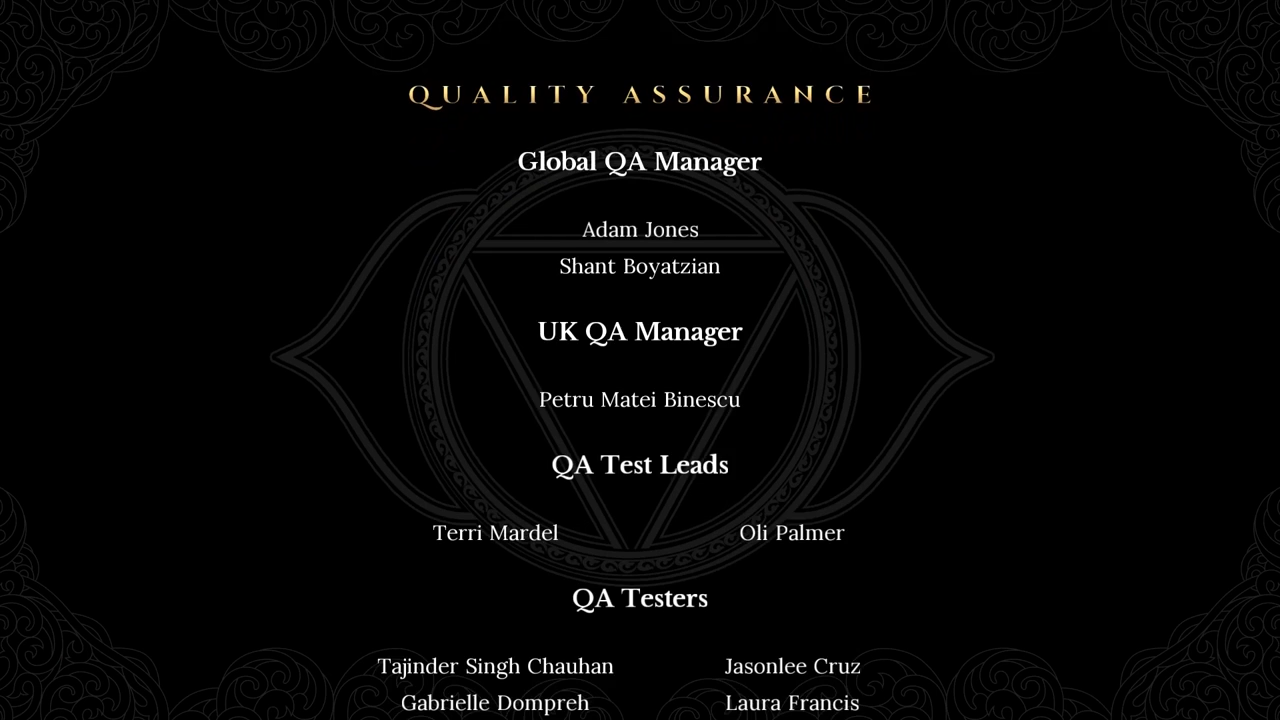 QUALITY ASSURANCE
Global QA Manager
Adam Jones
Shant Boyatzian
UK QA Manager
Petru Matei Binescu
QA Test Leads
Terri Mardel Oli Palmer
QA Testers
Tajinder Singh Chauhan Jasonlee Cruz
Gabrielle Dompreh Laura Francis